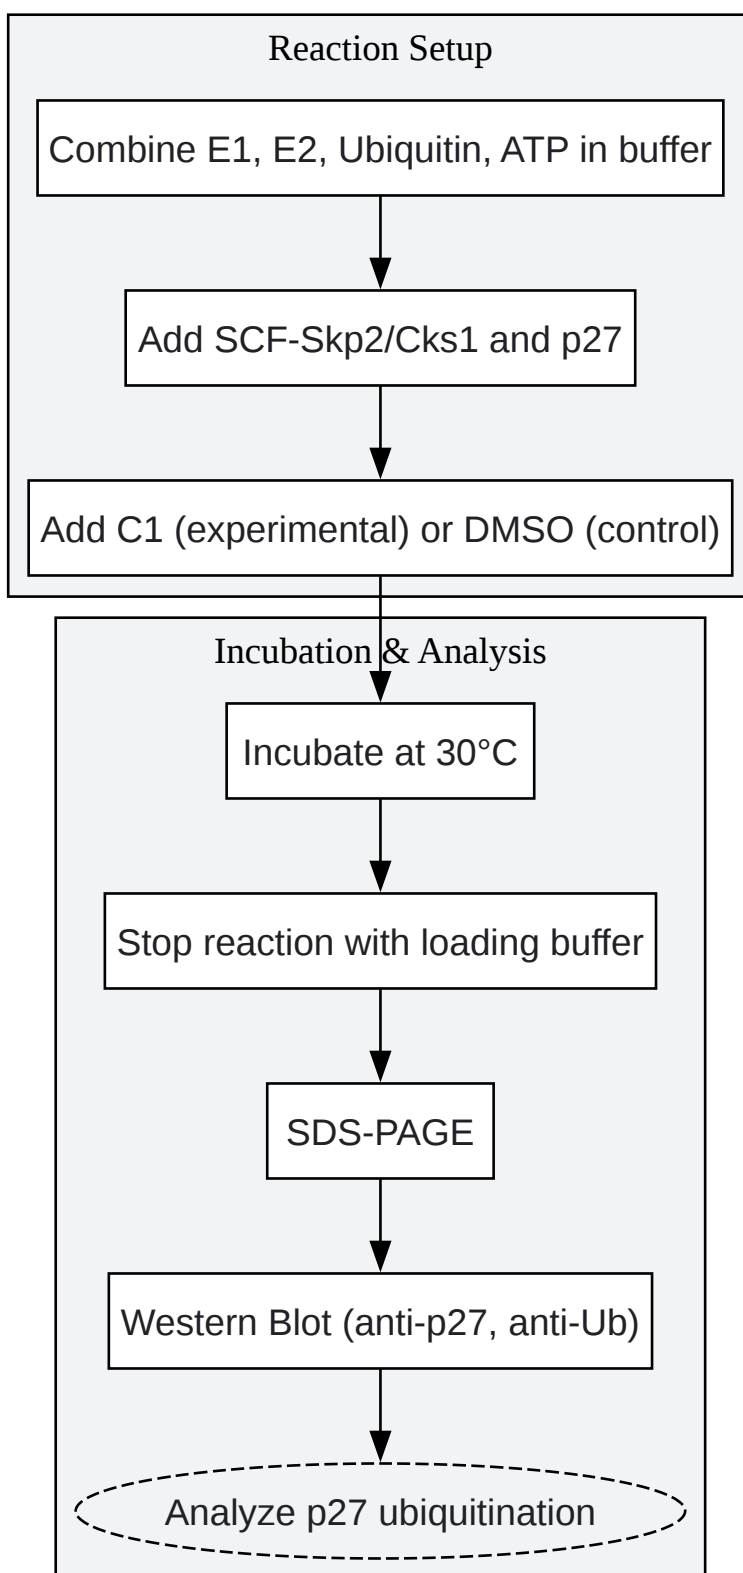 Reaction Setup
Combine E1, E2, Ubiquitin, ATP in buffer
Add SCF-Skp2/Cks1 and p27
Add C1 (experimental) or DMSO (control)
Incubation & Analysis
Incubate at 30°C
Stop reaction with loading buffer
SDS-PAGE
Western Blot (anti-p27, anti-Ub)
Analyze p27 ubiquitination